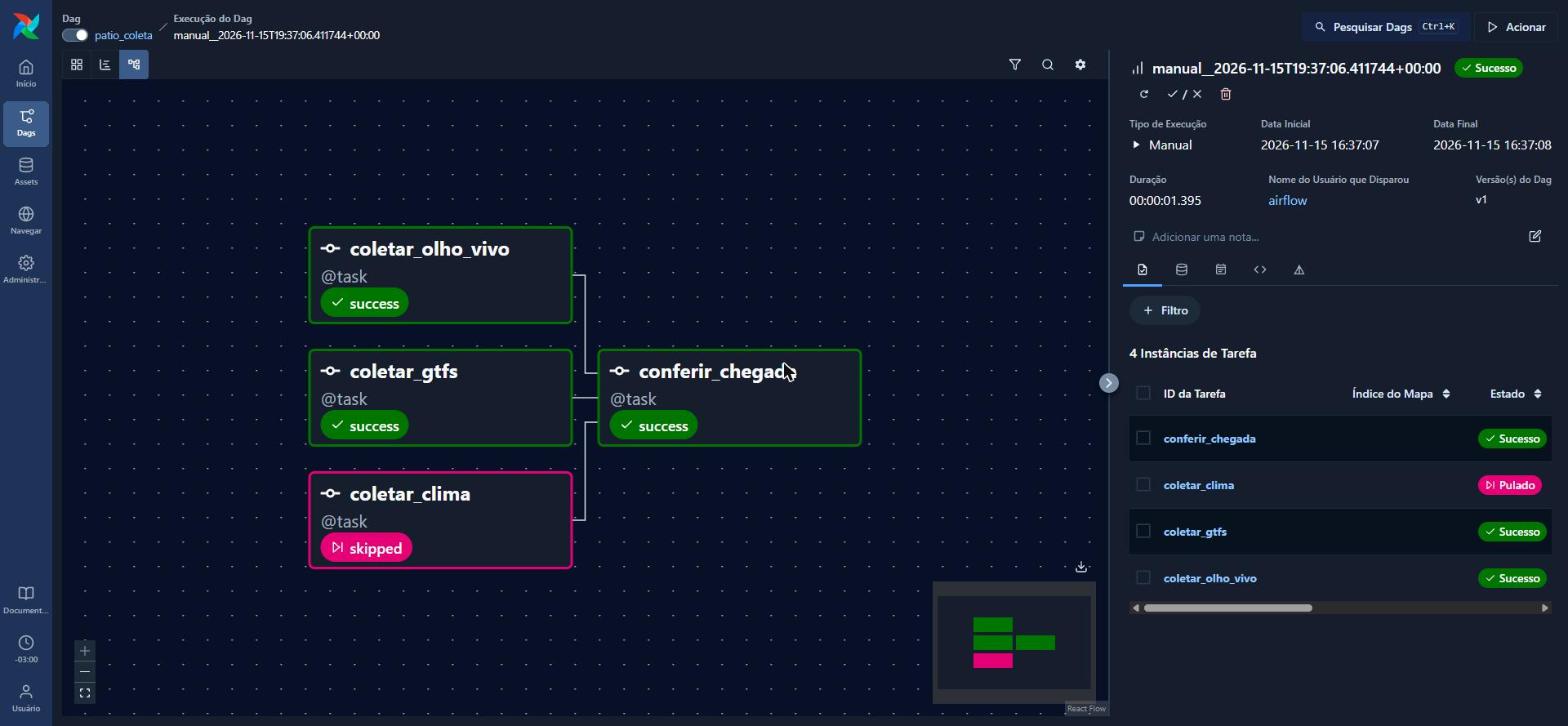 Dag
patio_coleta
Execução do Dag
manual__2026-11-15T19:37:06.411744+00:00
Pesquisar Dags Ctrl+K
Acionar
Início
Dags
Assets
Navegar
Administr...
Document...
-03:00
Usuário
coletar_olho_vivo
@task
success
coletar_gtfs
@task
success
coletar_clima
@task
skipped
conferir_chegada
@task
success
React Flow
manual__2026-11-15T19:37:06.411744+00:00 Sucesso
/
Tipo de Execução Data Inicial Data Final
Manual 2026-11-15 16:37:07 2026-11-15 16:37:08
Duração Nome do Usuário que Disparou Versão(s) do Dag
00:00:01.395 airflow v1
Adicionar uma nota...
+ Filtro
4 Instâncias de Tarefa
ID da Tarefa Índice do Mapa Estado
conferir_chegada Sucesso
coletar_clima Pulado
coletar_gtfs Sucesso
coletar_olho_vivo Sucesso